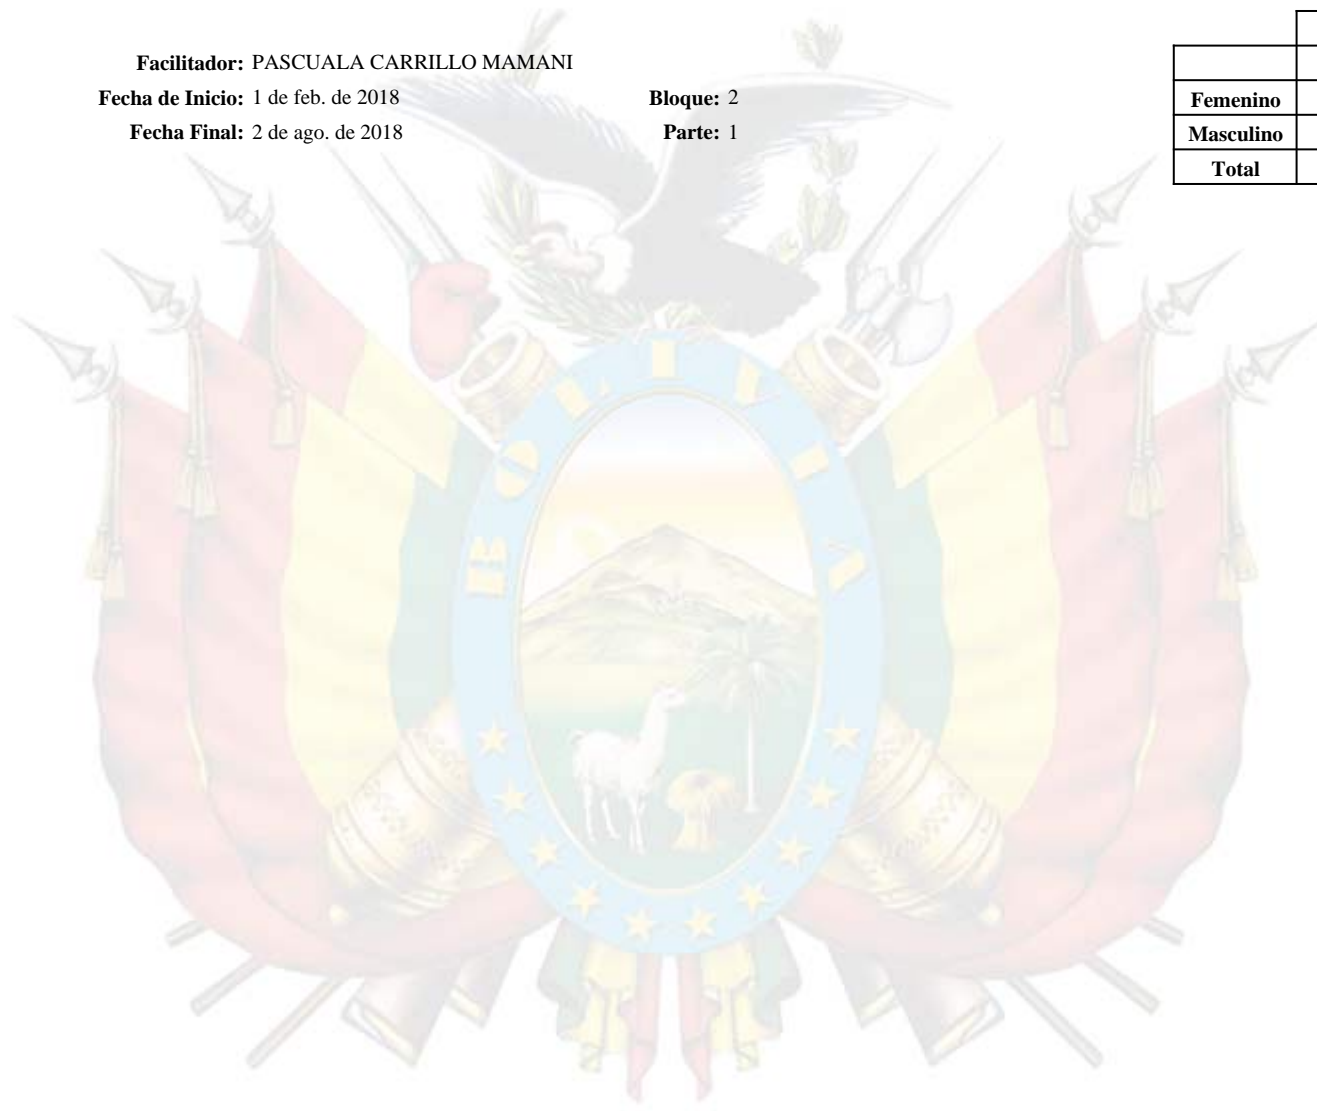 Facilitador: PASCUALA CARRILLO MAMANI
Fecha de Inicio: 1 de feb. de 2018 Bloque: 2
Fecha Final: 2 de ago. de 2018 Parte: 1
Femenino
Masculino
Total
BOLIVIA